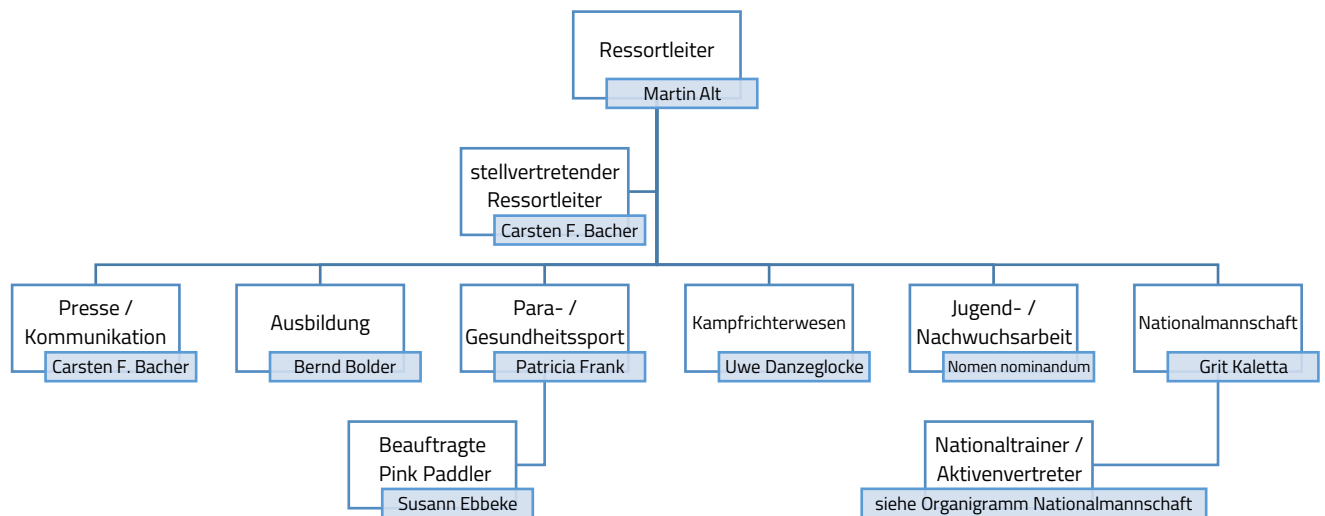 Ressortleiter
Martin Alt
stellvertretender
Ressortleiter
Carsten F. Bacher
Presse /
Kommunikation
Carsten F. Bacher
Ausbildung
Bernd Bolder
Para- /
Gesundheitssport
Patricia Frank
Kampfrichterwesen
Uwe Danzeglocke
Jugend- /
Nachwuchsarbeit
Nomen nominandum
Nationalmannschaft
Grit Kaletta
Beauftragte
Pink Paddler
Susann Ebbeke
Nationaltrainer /
Aktivenvertreter
siehe Organigramm Nationalmannschaft